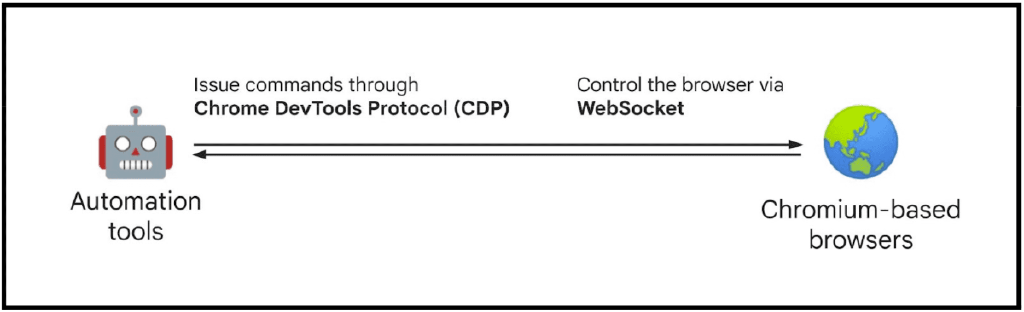 Issue commands through
Chrome DevTools Protocol (CDP)
Control the browser via
WebSocket
Automation
tools
Chromium-based
browsers